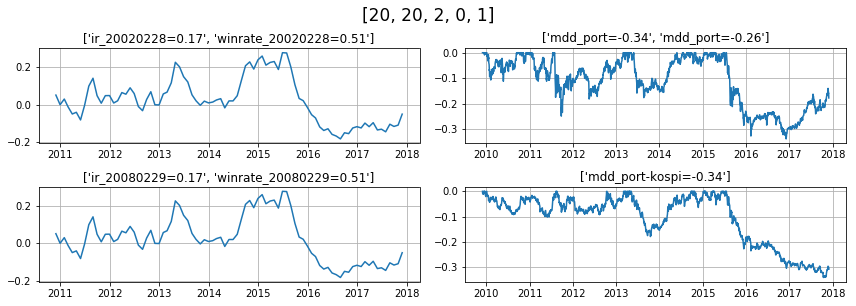 [20, 20, 2, 0, 1]
['ir_20020228=0.17', 'winrate_20020228=0.51']
0.2
0.0
−0.2
2011 2012 2013 2014 2015 2016 2017 2018
['mdd_port=-0.34', 'mdd_port=-0.26']
0.0
−0.1
−0.2
−0.3
2010 2011 2012 2013 2014 2015 2016 2017 2018
['ir_20080229=0.17', 'winrate_20080229=0.51']
0.2
0.0
−0.2
2011 2012 2013 2014 2015 2016 2017 2018
['mdd_port-kospi=-0.34']
0.0
−0.1
−0.2
−0.3
2010 2011 2012 2013 2014 2015 2016 2017 2018